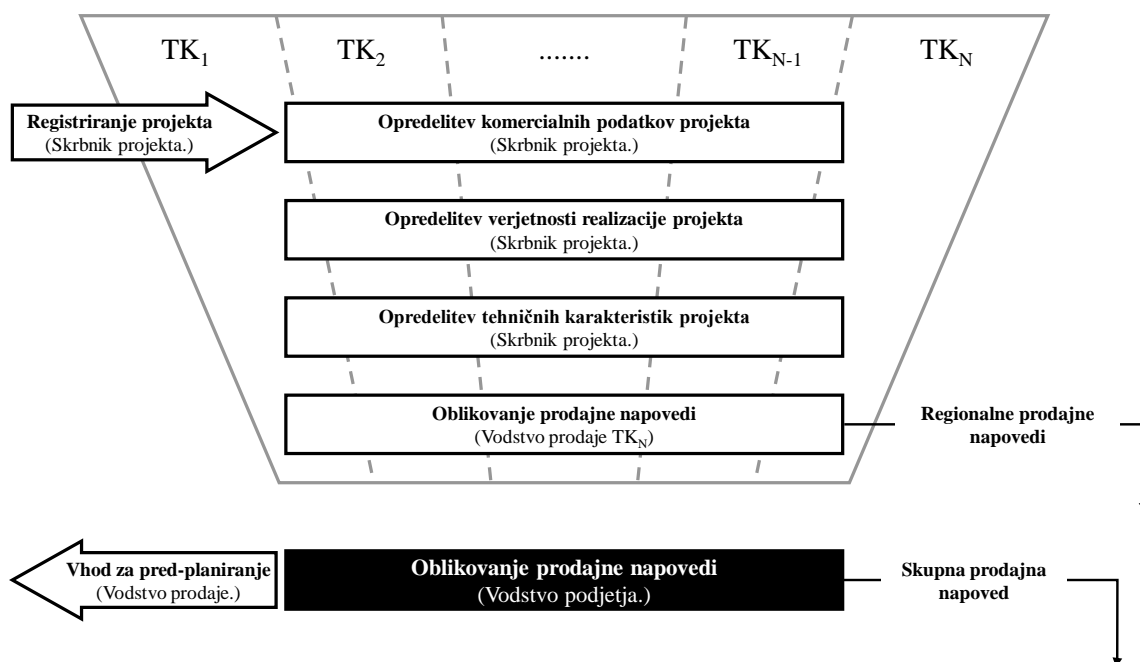 TK1 TK2 ....... TKN-1 TKN
Registriranje projekta
(Skrbnik projekta.)
Opredelitev komercialnih podatkov projekta
(Skrbnik projekta.)
Opredelitev verjetnosti realizacije projekta
(Skrbnik projekta.)
Opredelitev tehničnih karakteristik projekta
(Skrbnik projekta.)
Oblikovanje prodajne napovedi
(Vodstvo prodaje TKN)
Regionalne prodajne
napovedi
Vhod za pred-planiranje
(Vodstvo prodaje.)
Oblikovanje prodajne napovedi
(Vodstvo podjetja.)
Skupna prodajna
napoved